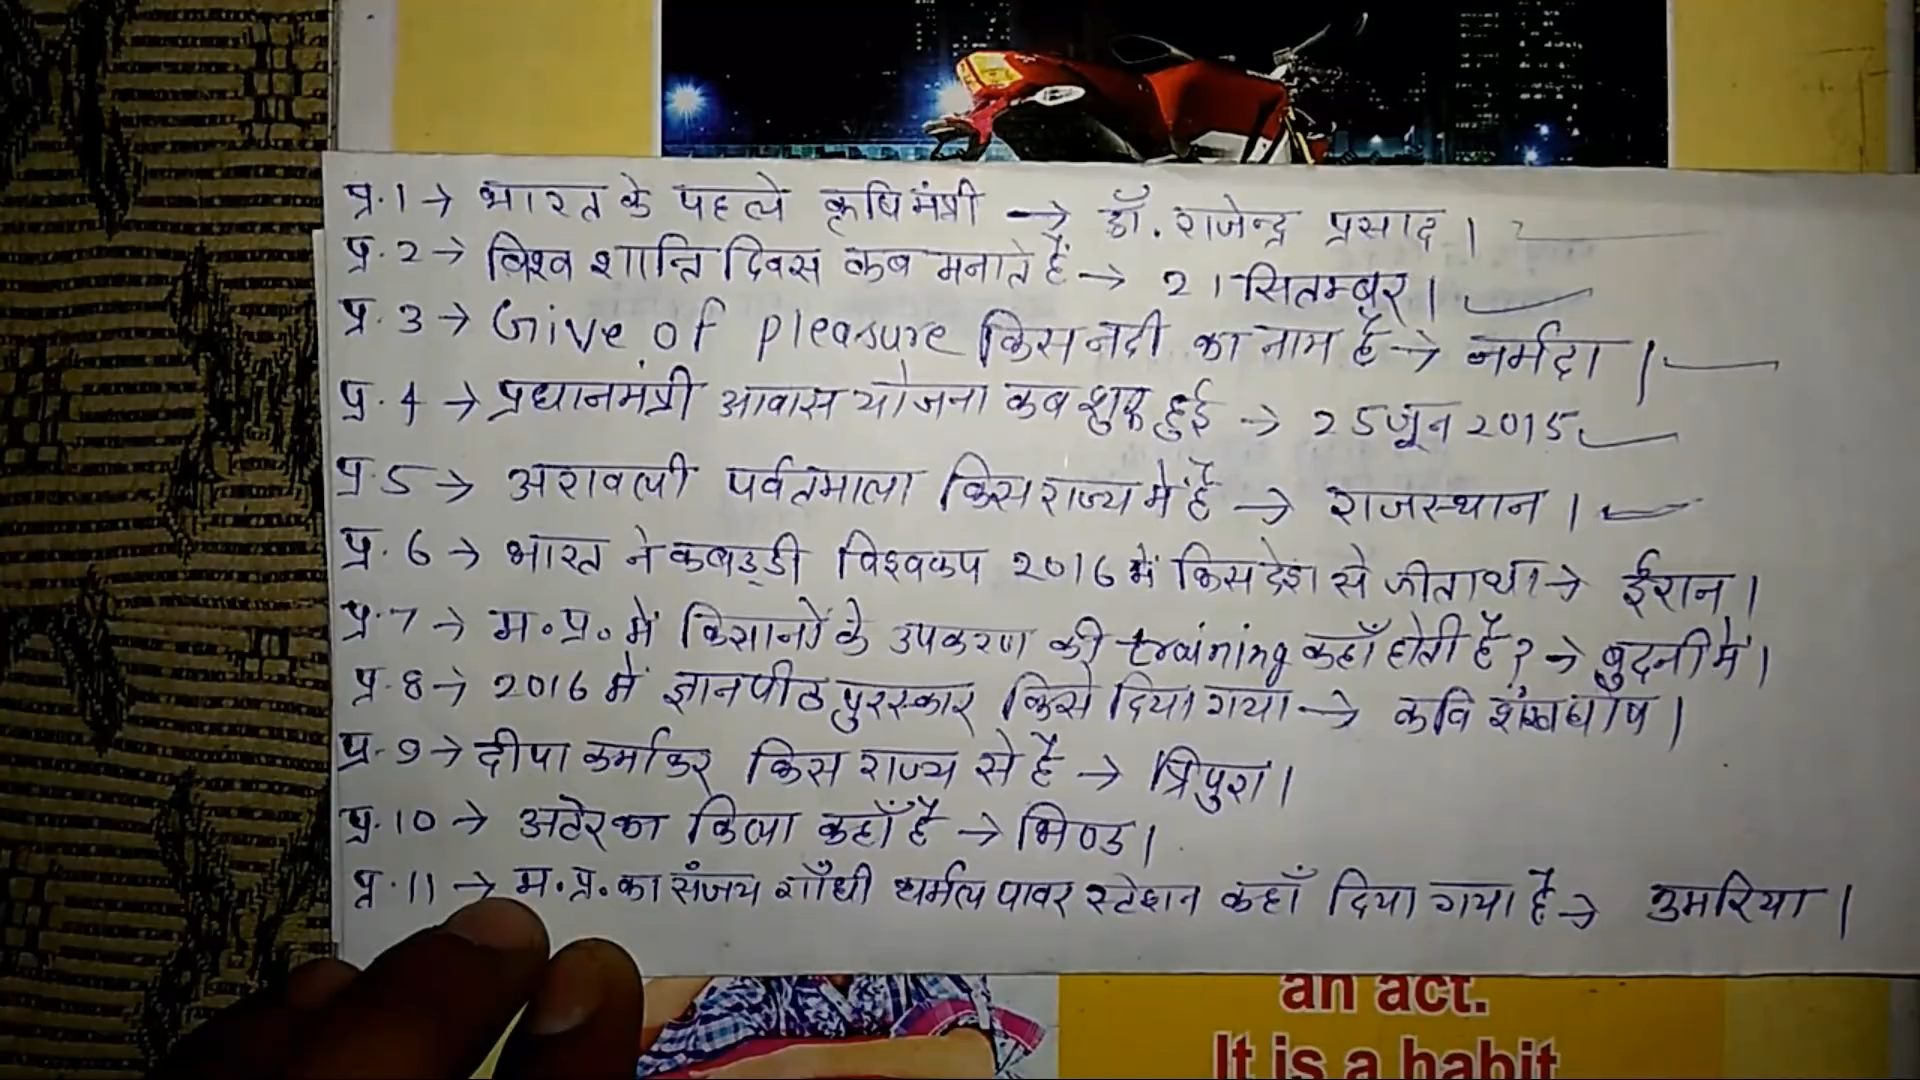 प्र.1→ भारत के पहले कृषि मंत्री → डॉ. राजेन्द्र प्रसाद।
प्र.2→ विश्व शान्ति दिवस कब मनाते हैं → 21 सितम्बर।
प्र.3→ Give of pleasure किस नदी का नाम है → नर्मदा।
प्र.4→ प्रधानमंत्री आवास योजना कब शुरू हुई → 25 जून 2015
प्र.5→ अरावली पर्वतमाला किस राज्य में है → राजस्थान।
प्र.6→ भारत ने कबड्डी विश्वकप 2016 में किस देश से जीता था → ईरान।
प्र.7→ म.प्र. में किसानों के उपकरण की training कहाँ होती है? → बुदनी में।
प्र.8→ 2016 में ज्ञानपीठ पुरस्कार किसे दिया गया → कवि शंख घोष।
प्र.9→ दीपा कर्माकर किस राज्य से है → त्रिपुरा।
प्र.10→ अटेर का किला कहाँ है → भिण्ड।
प्र.11→ म.प्र. का संजय गाँधी थर्मल पावर स्टेशन कहाँ दिया गया है → उमरिया।
an act.
It is a habit